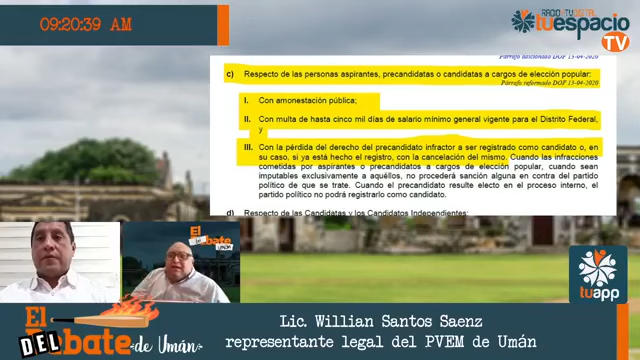 09:20:39 AM
RADIO|TV|DIGITAL
tuespacio
TV
Párrafo adicionado DOF 13-04-2020
c) Respecto de las personas aspirantes, precandidatas o candidatas a cargos de elección popular:
Párrafo reformado DOF 13-04-2020
I. Con amonestación pública;
II. Con multa de hasta cinco mil días de salario mínimo general vigente para el Distrito Federal,
y
III. Con la pérdida del derecho del precandidato infractor a ser registrado como candidato o, en
su caso, si ya está hecho el registro, con la cancelación del mismo. Cuando las infracciones
cometidas por aspirantes o precandidatos a cargos de elección popular, cuando sean
imputables exclusivamente a aquéllos, no procederá sanción alguna en contra del partido
político de que se trate. Cuando el precandidato resulte electo en el proceso interno, el
partido político no podrá registrarlo como candidato.
d) Respecto de las Candidatas y los Candidatos Independientes:
El
DEL
bate
UMÁN
tuapp
El
DEL
bate
«de Umán»
Lic. Willian Santos Saenz
representante legal del PVEM de Umán